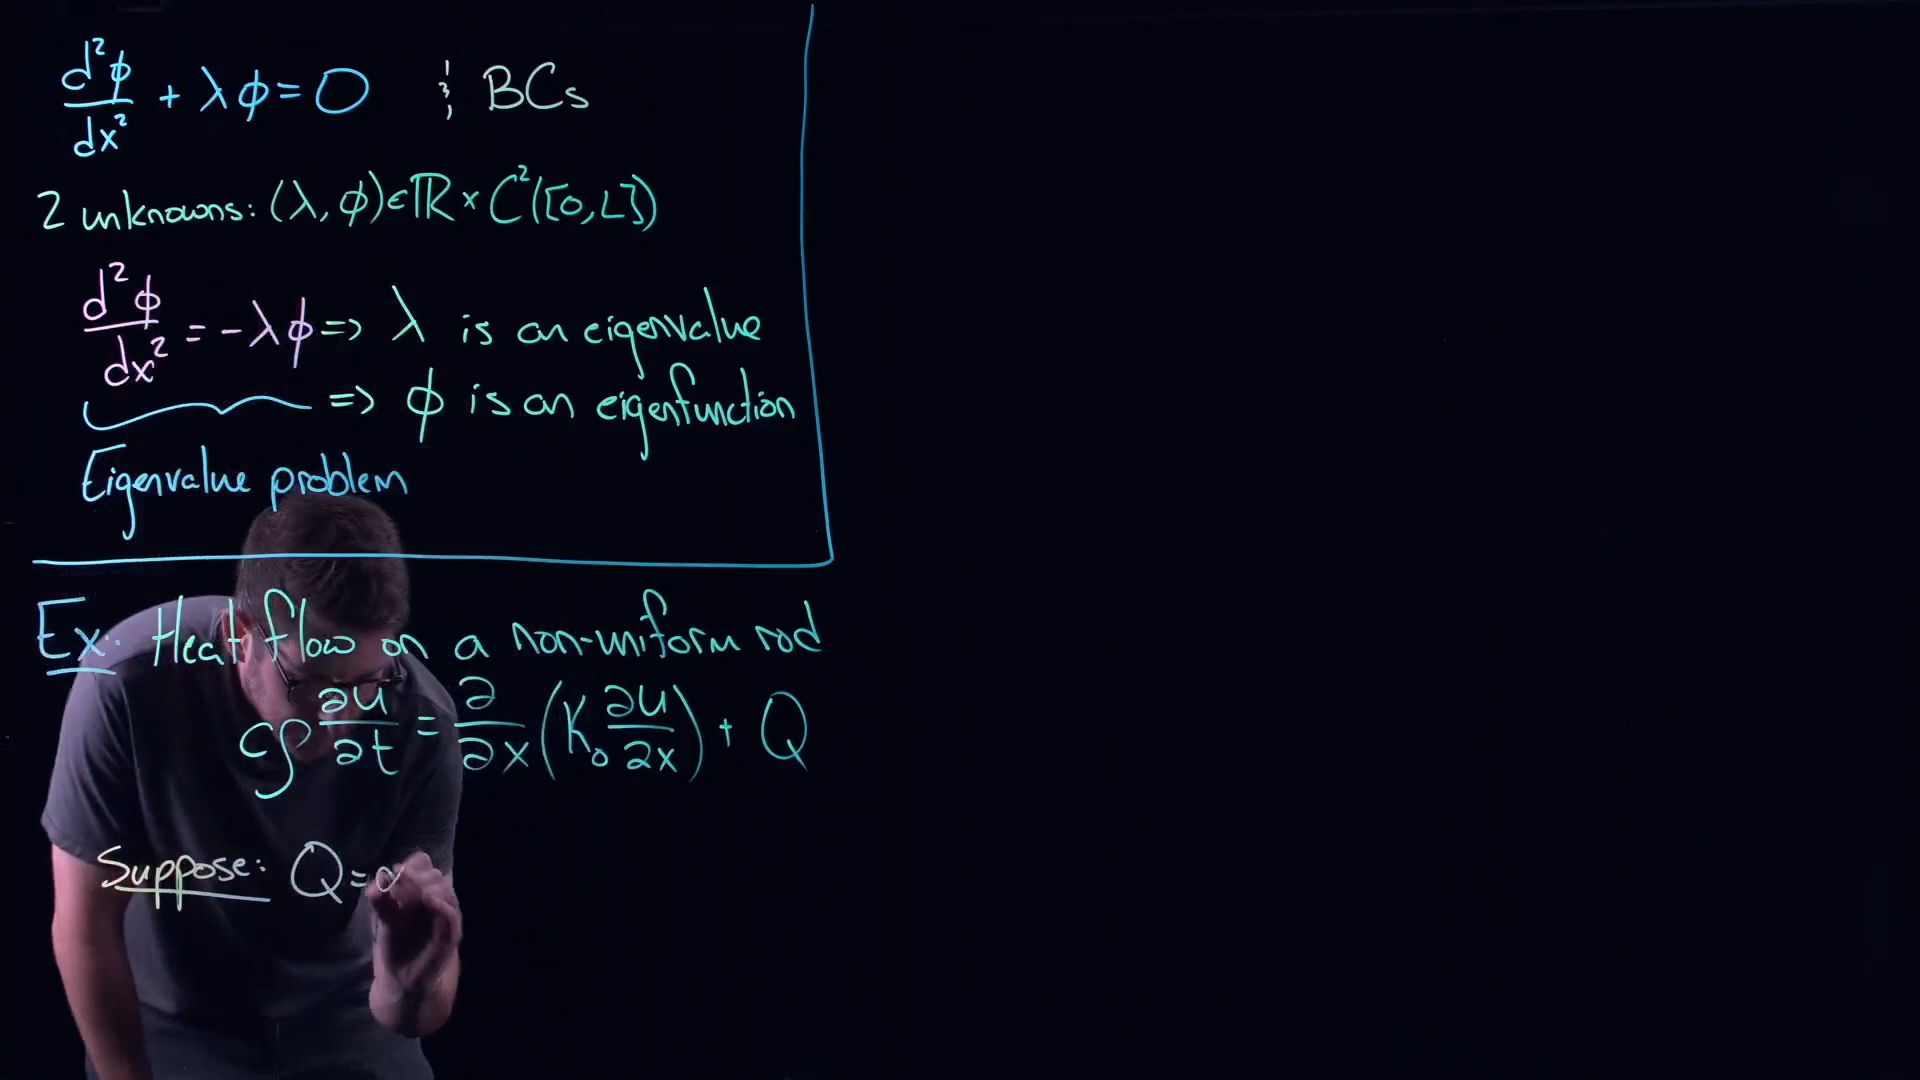 d²ϕ/dx² + λϕ = 0 & BCs
2 unknowns: (λ, ϕ) ∈ ℝ × C²([0, L])
d²ϕ/dx² = -λϕ => λ is an eigenvalue
=> ϕ is an eigenfunction
Eigenvalue problem
Ex: Heat flow on a non-uniform rod
cρ ∂u/∂t = ∂/∂x (K₀ ∂u/∂x) + Q
Suppose: Q = α